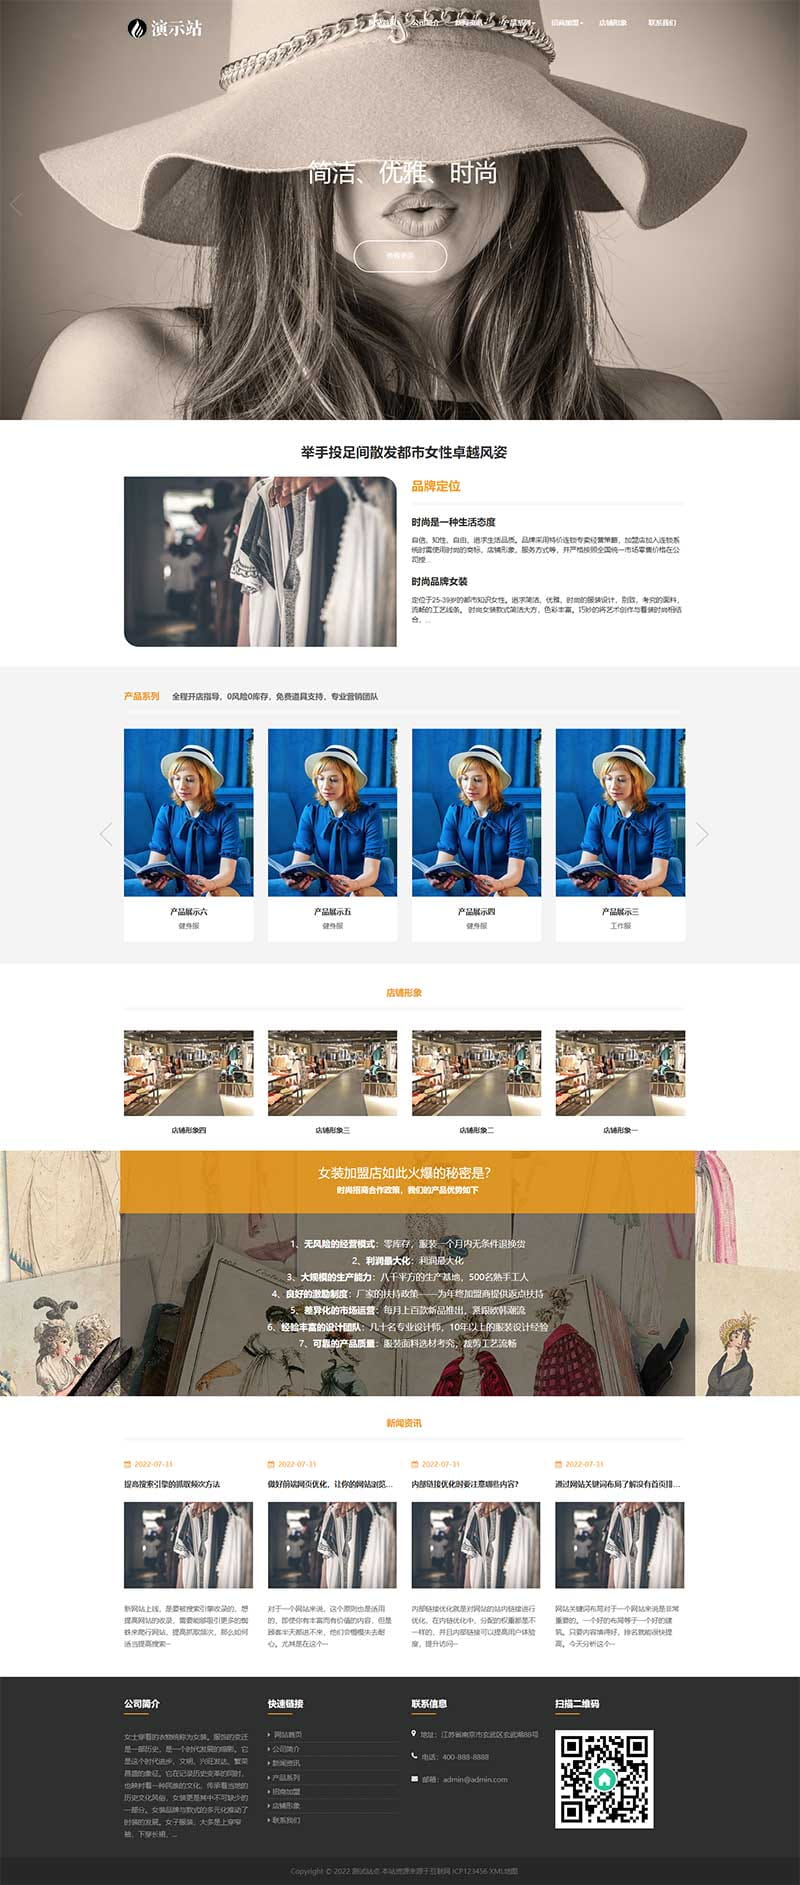 演示站
公司简介
产品系列
招商加盟
店铺形象
联系我们
简洁、优雅、时尚
举手投足间散发都市女性卓越风姿
品牌定位
时尚是一种生活态度
自信、知性、自由、追求生活品质。品牌采用特价连锁专卖经营策略,加盟店加入连锁系
统时需使用时尚的商标,店铺形象,服务方式等,并严格按照全国统一市场零售价格在公
司授...
时尚品牌女装
定位于25-39岁的都市知识女性。追求简洁、优雅、时尚的服装设计,别致、考究的面料,
流畅的工艺线条。 时尚女装款式简洁大方,色彩丰富。巧妙的将艺术创作与着装时尚相结
合,...
产品系列
全程开店指导,0风险0库存,免费道具支持,专业营销团队
产品展示六
产品展示五
产品展示四
产品展示三
健身服
健身服
健身服
工作服
店铺形象
店铺形象四
店铺形象三
店铺形象二
店铺形象一
女装加盟店如此火爆的秘密是?
时尚招商合作政策,我们的产品优势如下
1、无风险的经营模式:零库存,服装一个月内无条件退换货
2、利润最大化:利润最大化
3、大规模的生产能力:八千平方的生产基地,500名熟手工人
4、良好的激励制度:厂家的扶持政策——为年终加盟商提供返点扶持
5、差异化的市场运营:每月上百款新品推出,紧跟欧韩潮流
6、经验丰富的设计团队:几十名专业设计师,10年以上的服装设计经验
7、可靠的产品质量:服装面料选材考究,裁剪工艺流畅
新闻资讯
2022-07-31
2022-07-31
2022-07-31
2022-07-31
提高搜索引擎的抓取频次方法
做好前端网页优化,让你的网站浏览...
内部链接优化时要注意哪些内容?
通过网站关键词布局了解没有首页排...
新网站上线,是要被搜索引擎收录的,想
提高网站的收录,需要能够吸引更多的蜘
蛛来爬行网站,提高抓取频次,那么如何
适当提高搜索···
对于一个网站来说,这个原则也是适用
的,即使你有丰富而有价值的内容,但是
顾客半天都进不来,他们会慢慢失去耐
心。尤其是在这个···
内部链接优化就是对网站的站内链接进行
优化,在内链优化中,分配的权重都是不
一样的,并且内部链接可以提高用户体验
度,提升访问···
网站关键词布局对于一个网站来说是非常
重要的。一个好的布局等于一个好的建
筑。只要内容填得好,排名就能很快提
高。今天分析这个···
公司简介
女士穿着的衣物统称为女装。服饰的变迁
是一部历史,是一个时代发展的缩影。它
是这个时代进步、文明、兴旺发达、繁荣
昌盛的象征。它在记录历史变革的同时,
也映衬着一种民族的文化,传承着当地的
历史文化风俗,女装更是其中不可缺少的
一部分。女装品牌与款式的多元化推动了
时装的发展。女子服装,大多是上穿窄
袖,下穿长裙,...
快速链接
网站首页
公司简介
新闻资讯
产品系列
招商加盟
店铺形象
联系我们
联系信息
地址:江苏省南京市玄武区玄武湖88号
电话:400-888-8888
邮箱:admin@admin.com
扫描二维码
Copyright © 2022 测试站点 本站资源来源于互联网 ICP123456 XML地图